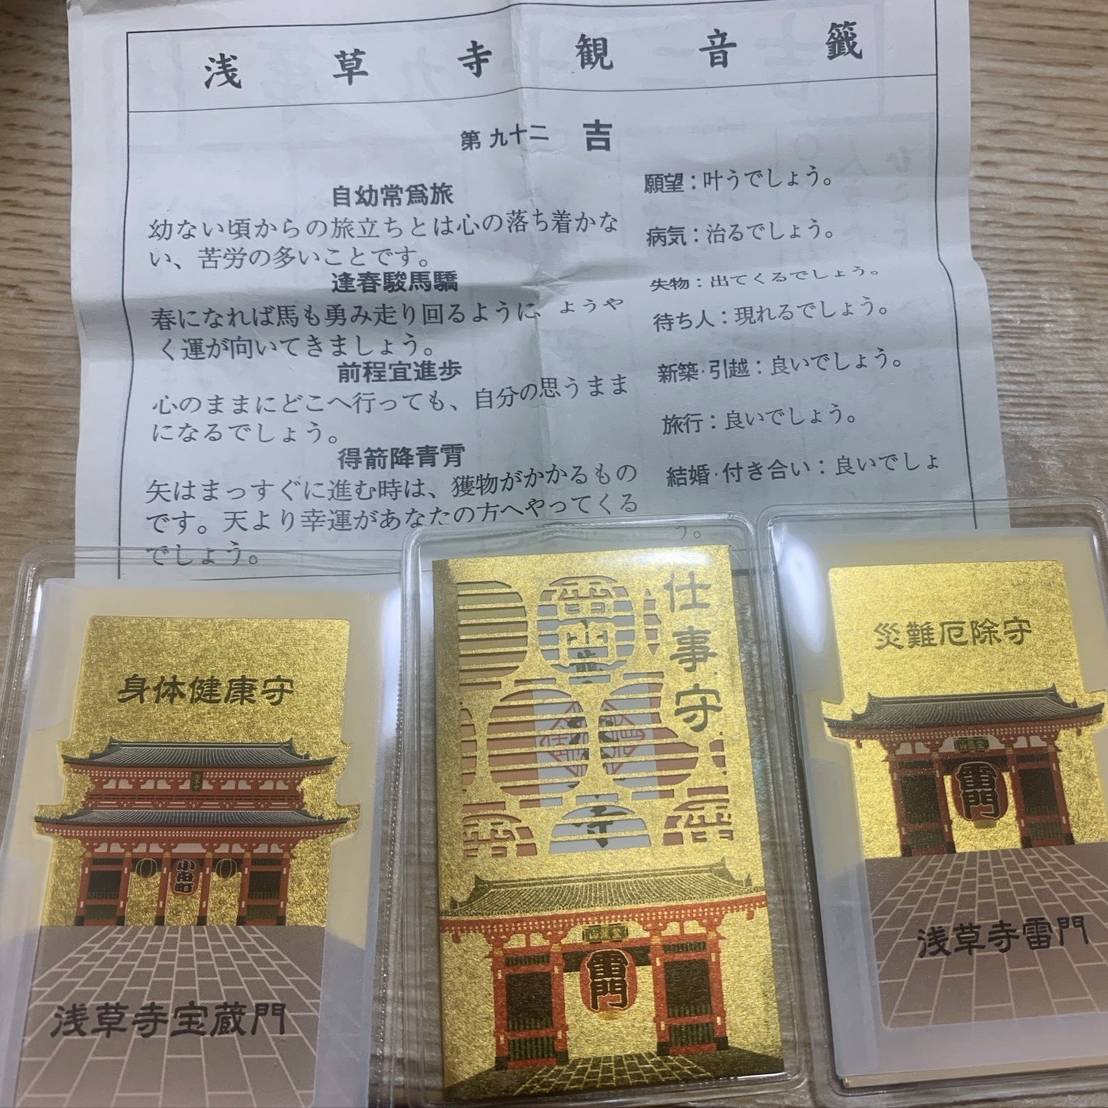 浅草寺観音籤
第九十二 吉
自幼常爲旅
幼ない頃からの旅立ちとは心の落ち着かな
い、苦労の多いことです。
逢春駿馬驕
春になれば馬も勇み走り回るように、ようや
く運が向いてきましょう。
前程宜進歩
心のままにどこへ行っても、自分の思うまま
になるでしょう。
得箭降青霄
矢はまっすぐに進む時は、獲物がかかるもの
です。天より幸運があなたの方へやってくる
でしょう。
願望：叶うでしょう。
病気：治るでしょう。
失物：出てくるでしょう。
待ち人：現れるでしょう。
新築・引越：良いでしょう。
旅行：良いでしょう。
結婚・付き合い：良いでしょ
う。
身体健康守
小舟町
浅草寺宝蔵門
仕事守
雷門
災難厄除守
雷門
浅草寺雷門